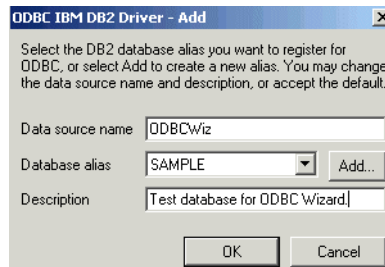 ODBC IBM DB2 Driver - Add
Select the DB2 database alias you want to register for
ODBC, or select Add to create a new alias. You may change
the data source name and description, or accept the default.
Data source name ODBCWiz
Database alias SAMPLE Add...
Description Test database for ODBC Wizard.
OK Cancel